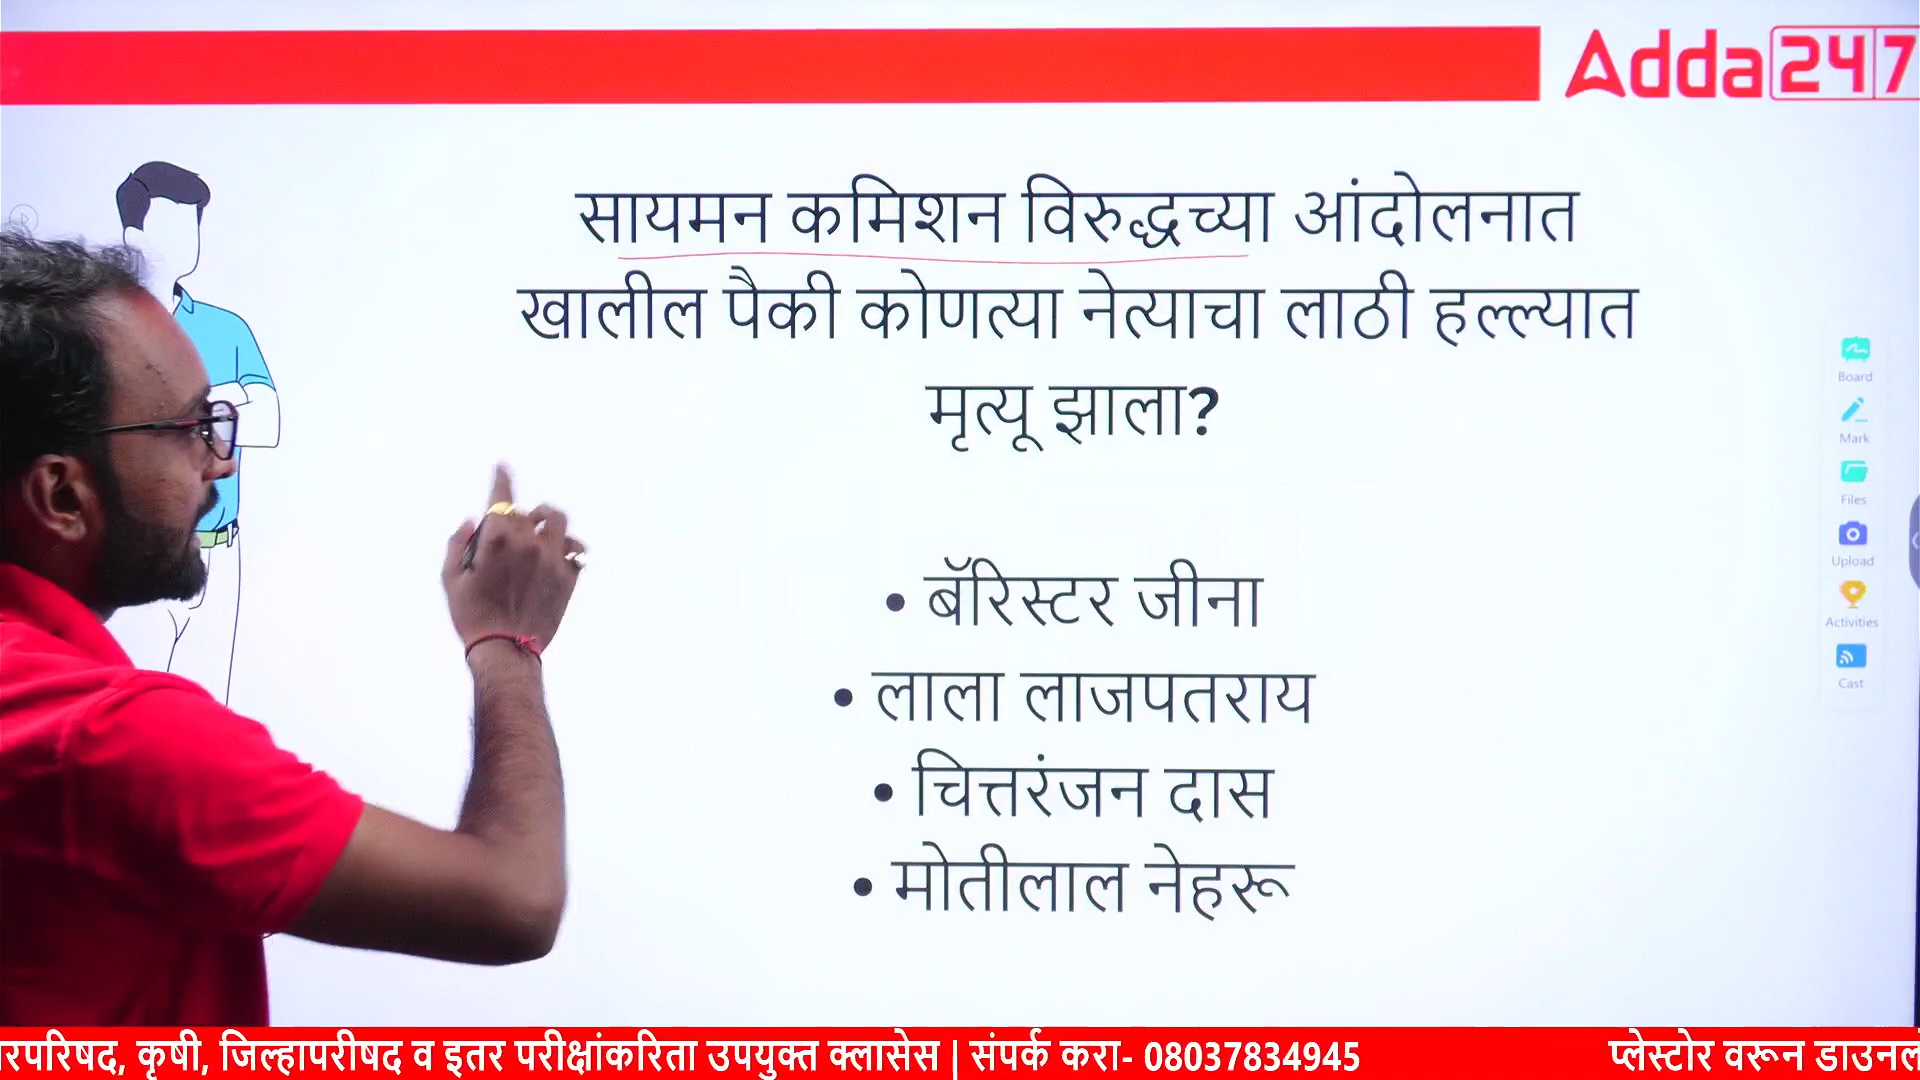 Adda247
सायमन कमिशन विरुद्धच्या आंदोलनात
खालील पैकी कोणत्या नेत्याचा लाठी हल्ल्यात
मृत्यू झाला?
• बॅरिस्टर जीना
• लाला लाजपतराय
• चित्तरंजन दास
• मोतीलाल नेहरू
Board
Mark
Files
Upload
Activities
Cast
रपरिषद, कृषी, जिल्हापरीषद व इतर परीक्षांकरिता उपयुक्त क्लासेस | संपर्क करा- 08037834945 प्लेस्टोर वरून डाउनल